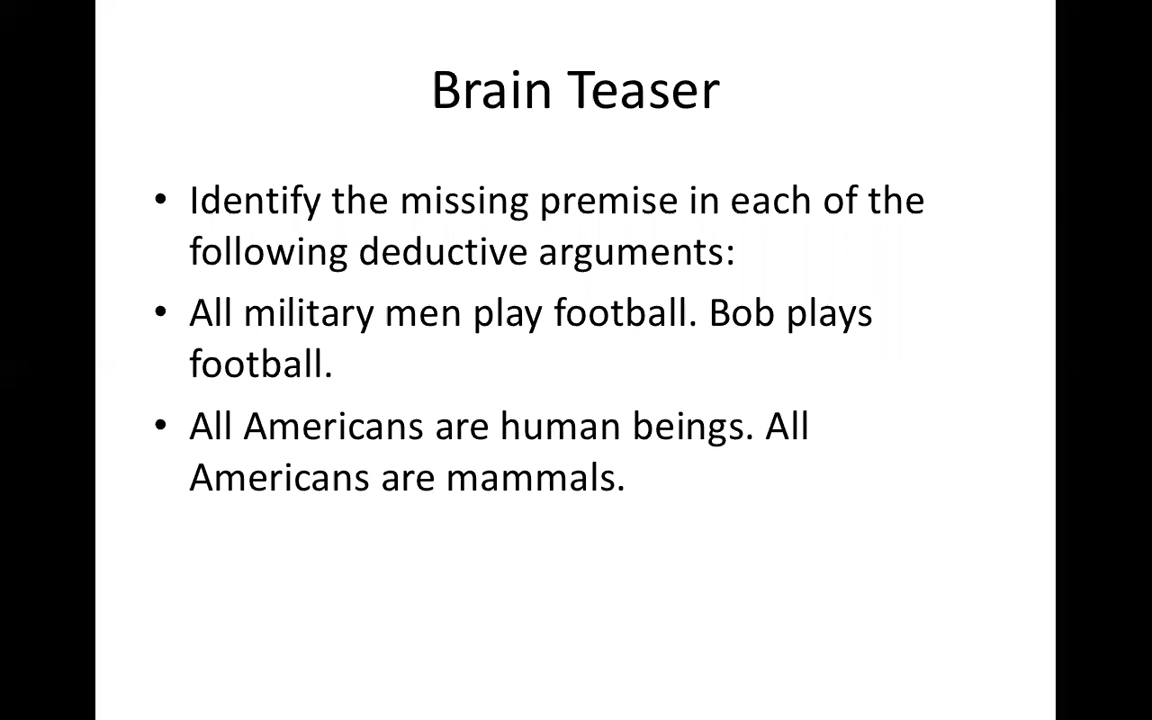 Brain Teaser
• Identify the missing premise in each of the
following deductive arguments:
• All military men play football. Bob plays
football.
• All Americans are human beings. All
Americans are mammals.